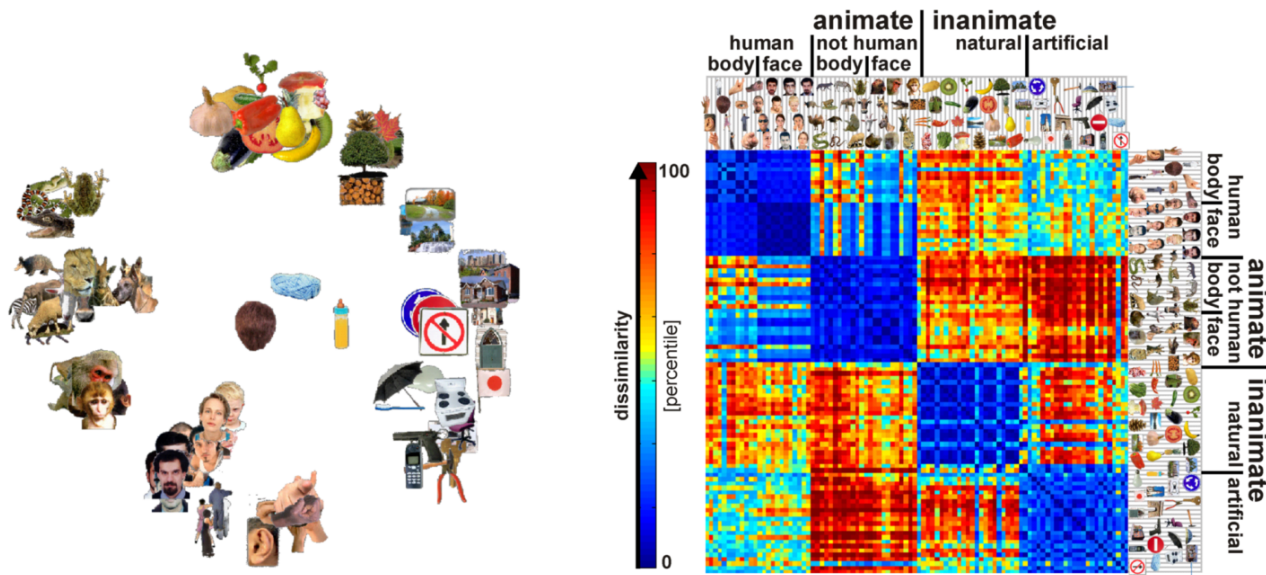 animate inanimate
human not human natural artificial
body face body face
100
dissimilarity
[percentile]
0
human
body face
animate
not human
body face
inanimate
natural artificial